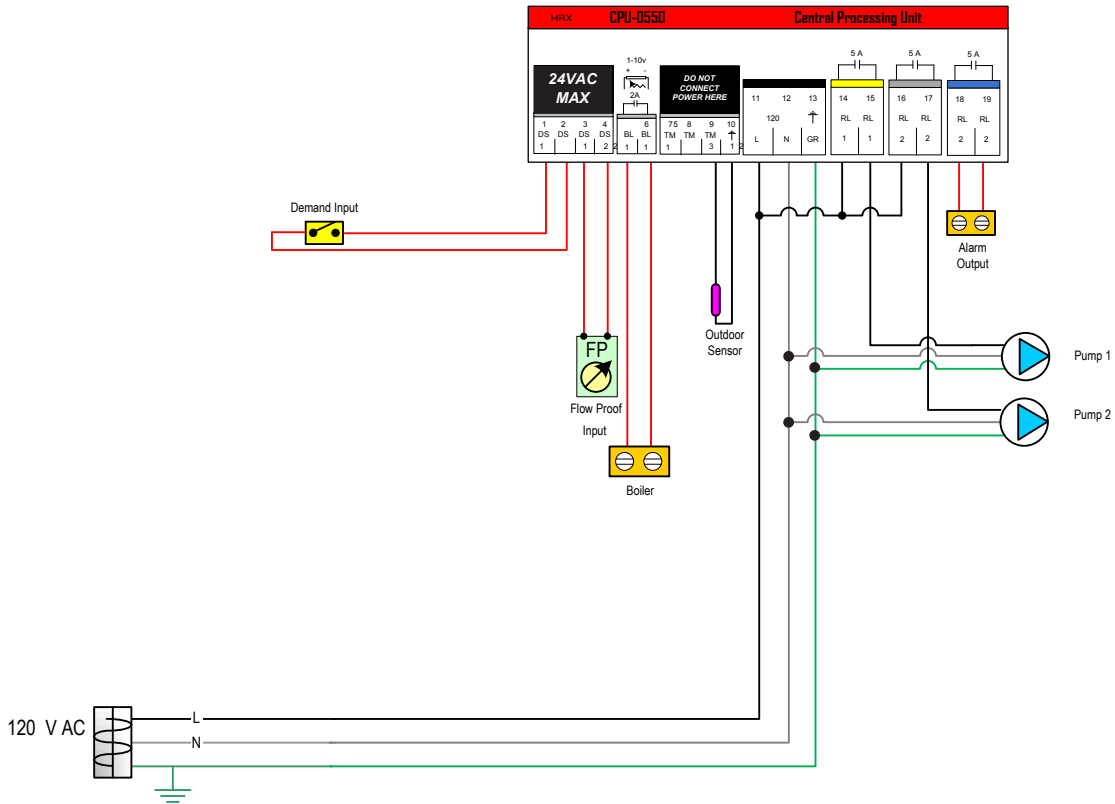 HRX CPU-0550 Central Processing Unit
24VAC
MAX
1-10v
+ -
2A
DO NOT
CONNECT
POWER HERE
5 A
5 A
5 A
1 2 3 4
DS DS DS DS
1 1 2 2
6
BL BL
1 1
75 8 9 10
TM TM TM
1 3 1 2
11 12 13
120
L N GR
14 15
RL RL
1 1
16 17
RL RL
2 2
18 19
RL RL
2 2
Demand Input
Alarm
Output
FP
Flow Proof
Input
Outdoor
Sensor
Pump 1
Pump 2
Boiler
120 V AC
L
N